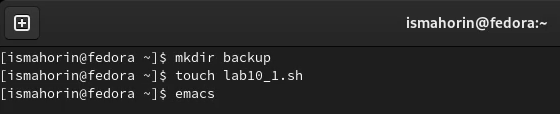 ismahorin@fedora:~
[ismahorin@fedora ~]$ mkdir backup
[ismahorin@fedora ~]$ touch lab10_1.sh
[ismahorin@fedora ~]$ emacs